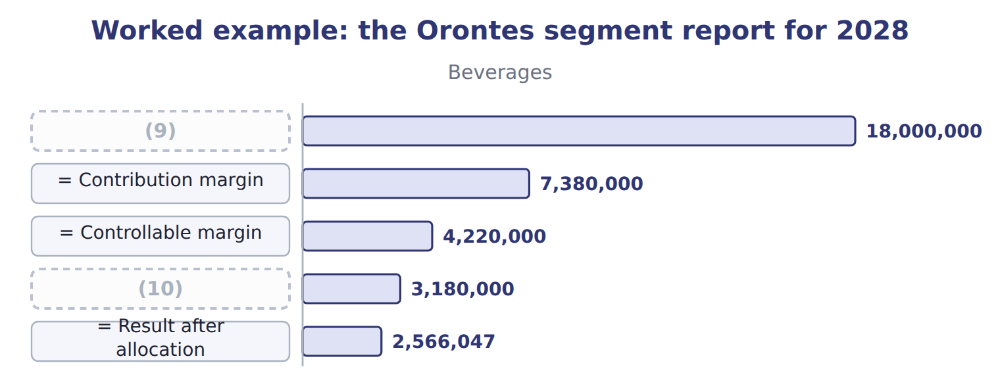 Worked example: the Orontes segment report for 2028
Beverages
(9)
18,000,000
= Contribution margin
7,380,000
= Controllable margin
4,220,000
(10)
3,180,000
= Result after
allocation
2,566,047